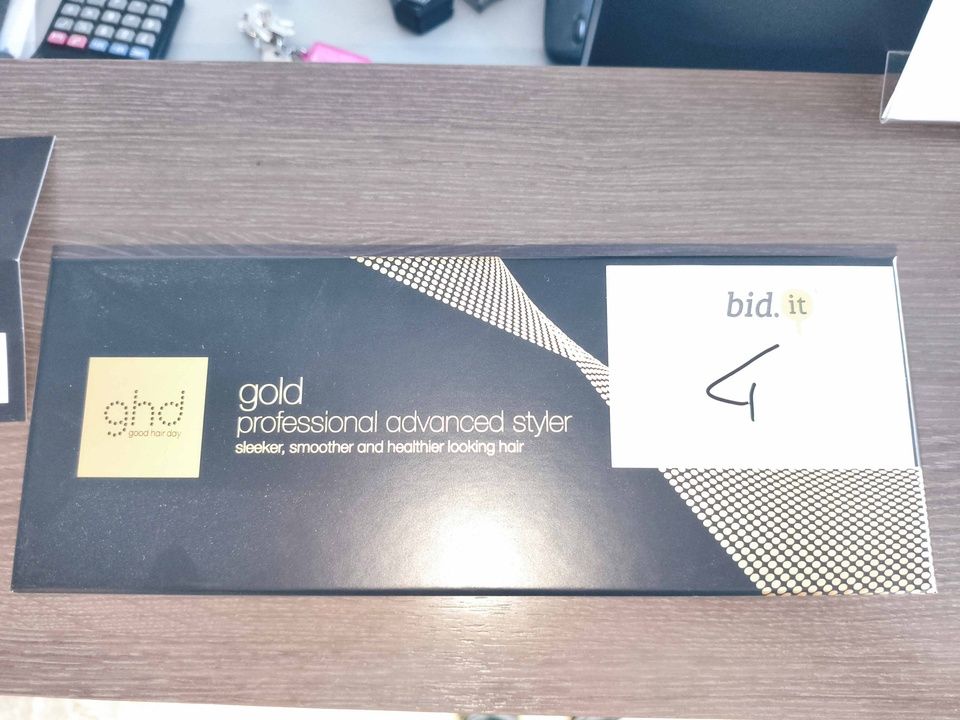 ghd
good hair day
gold
professional advanced styler
sleeker, smoother and healthier looking hair
bid.it
4